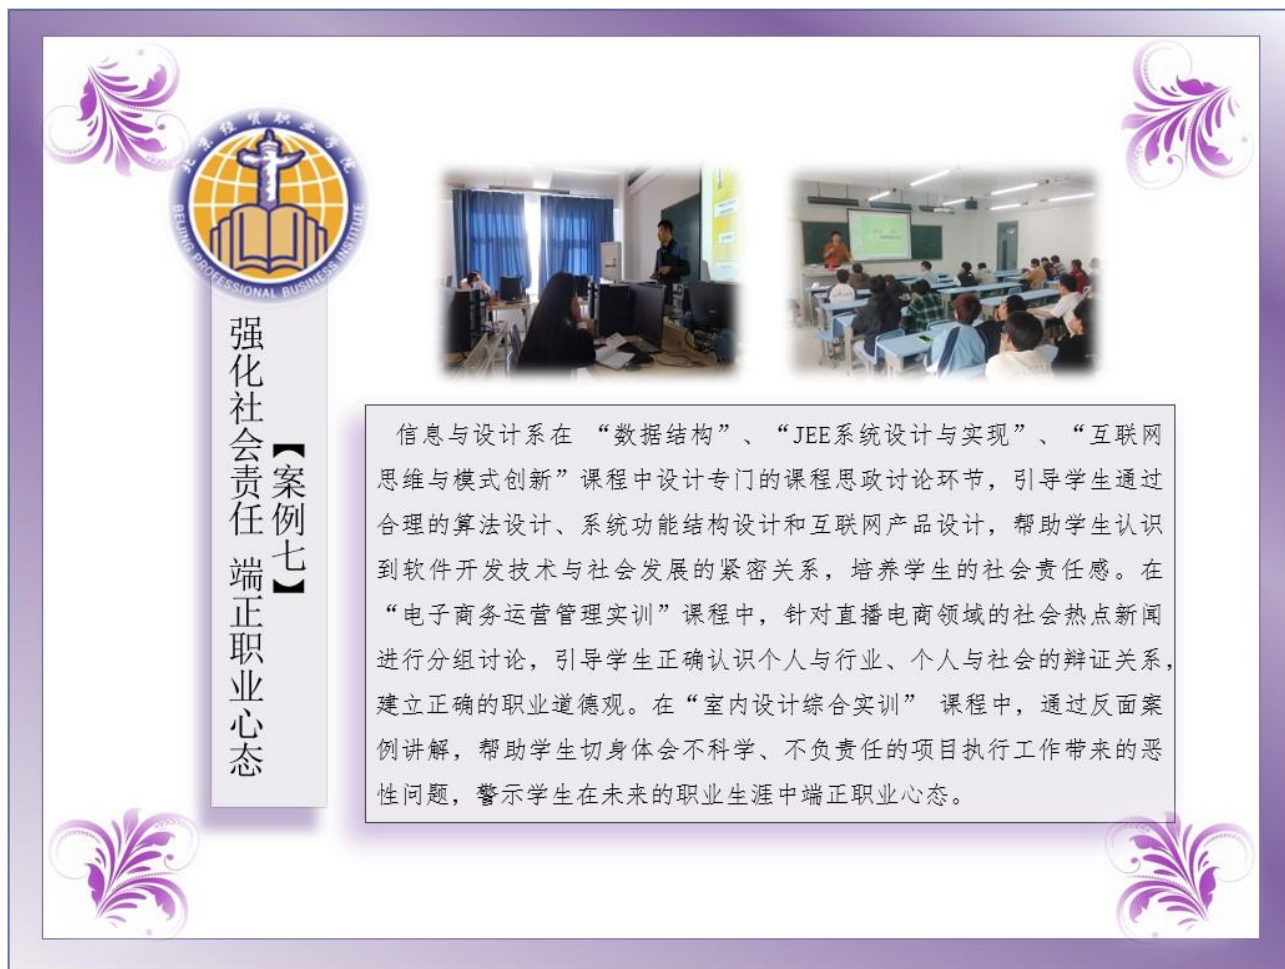 北京经贸职业学院
BEIJING PROFESSIONAL BUSINESS INSTITUTE
【案例七】
强化社会责任 端正职业心态
信息与设计系在 “数据结构”、“JEE系统设计与实现”、“互联网
思维与模式创新”课程中设计专门的课程思政讨论环节，引导学生通过
合理的算法设计、系统功能结构设计和互联网产品设计，帮助学生认识
到软件开发技术与社会发展的紧密关系，培养学生的社会责任感。在
“电子商务运营管理实训”课程中，针对直播电商领域的社会热点新闻
进行分组讨论，引导学生正确认识个人与行业、个人与社会的辩证关系，
建立正确的职业道德观。在“室内设计综合实训” 课程中，通过反面案
例讲解，帮助学生切身体会不科学、不负责任的项目执行工作带来的恶
性问题，警示学生在未来的职业生涯中端正职业心态。